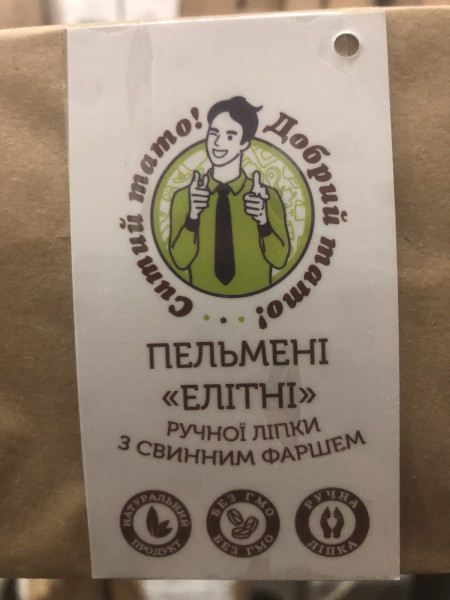 Ситий тато!
Добрий тато!
ПЕЛЬМЕНІ
«ЕЛІТНІ»
РУЧНОЇ ЛІПКИ
З СВИННИМ ФАРШЕМ
НАТУРАЛЬНИЙ
ПРОДУКТ
БЕЗ ГМО
БЕЗ ГМО
РУЧНА
ЛІПКА